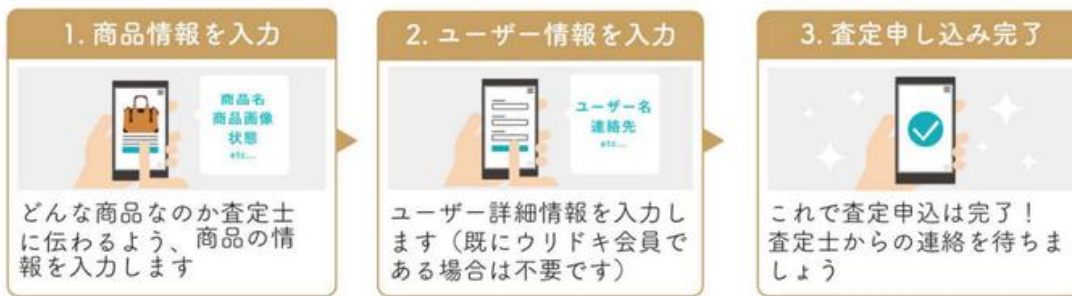 1. 商品情報を入力
商品名
商品画像
状態
etc...
どんな商品なのか査定士
に伝わるよう、商品の情
報を入力します
2. ユーザー情報を入力
ユーザー名
連絡先
etc...
ユーザー詳細情報を入力し
ます（既にウリドキ会員で
ある場合は不要です）
3. 査定申し込み完了
これで査定申込は完了！
査定士からの連絡を待ちま
しょう